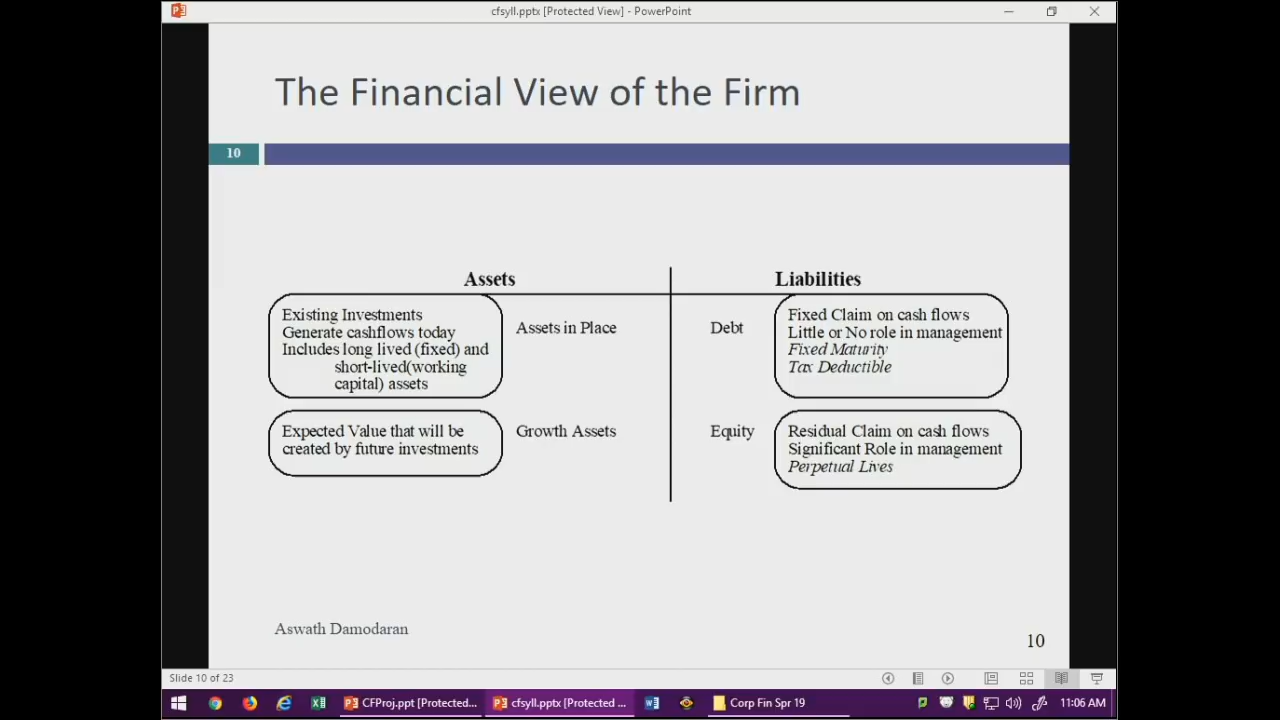 cfsyll.pptx [Protected View] - PowerPoint
The Financial View of the Firm
10
Assets
Liabilities
Existing Investments
Generate cashflows today
Includes long lived (fixed) and
short-lived(working
capital) assets
Assets in Place
Debt
Fixed Claim on cash flows
Little or No role in management
Fixed Maturity
Tax Deductible
Expected Value that will be
created by future investments
Growth Assets
Equity
Residual Claim on cash flows
Significant Role in management
Perpetual Lives
Aswath Damodaran
10
Slide 10 of 23
CFProj.ppt [Protected...
cfsyll.pptx [Protected ...
Corp Fin Spr 19
11:06 AM